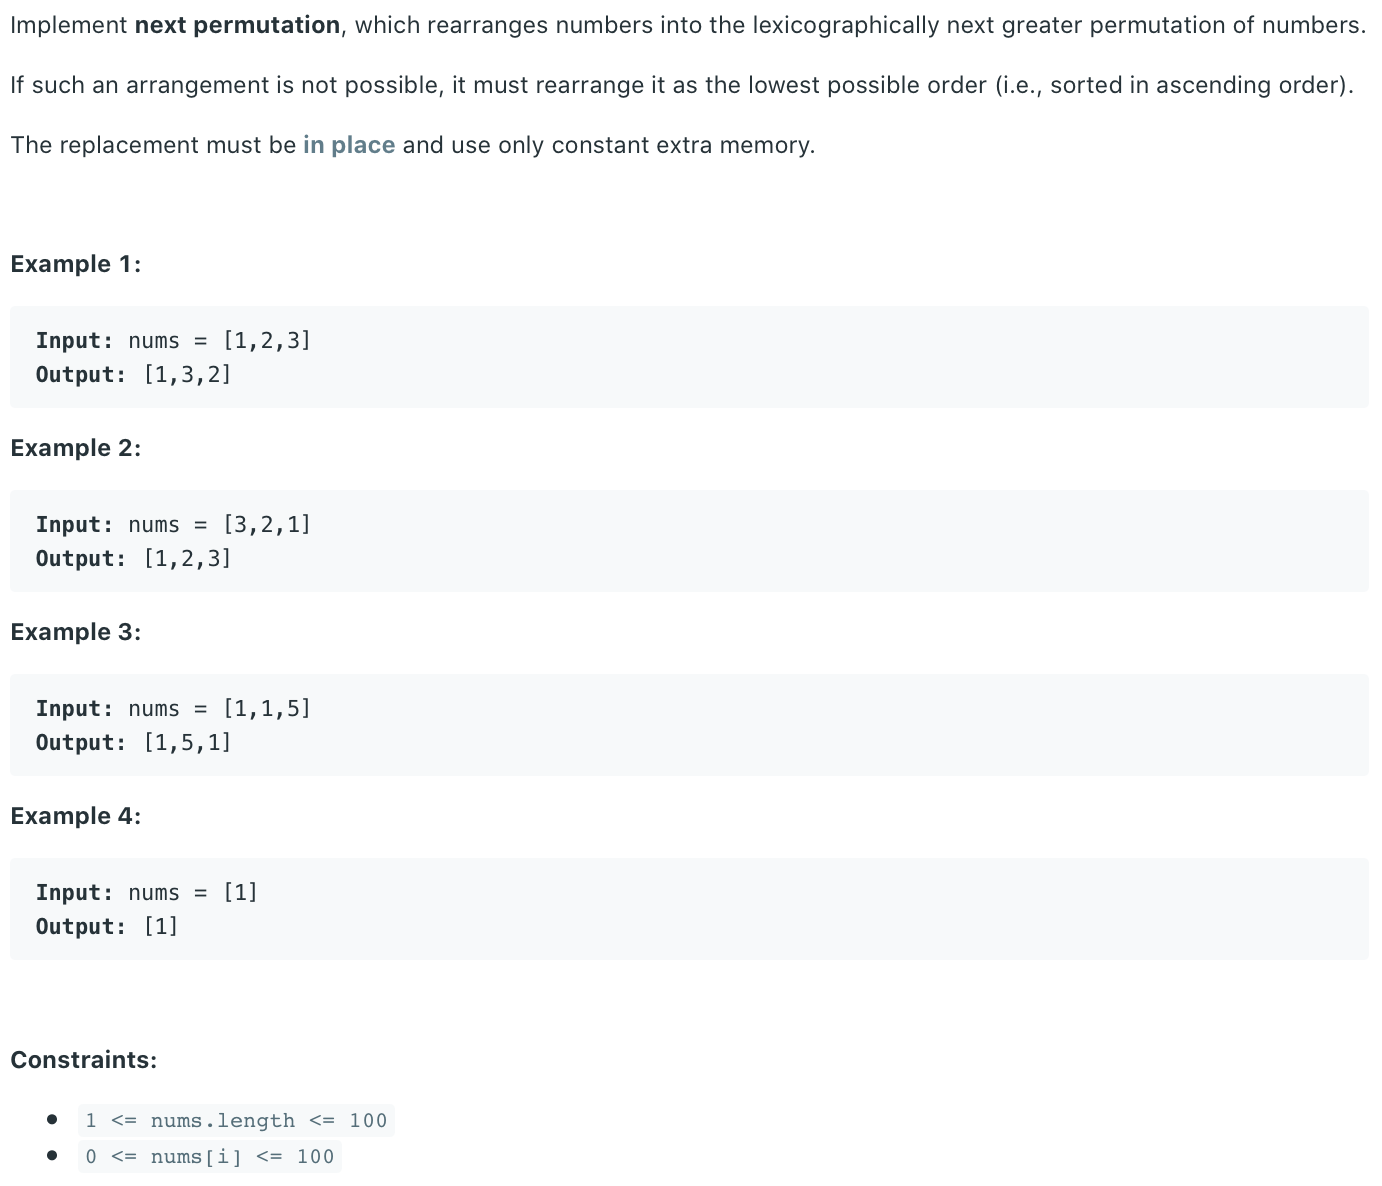 Implement next permutation, which rearranges numbers into the lexicographically next greater permutation of numbers.
If such an arrangement is not possible, it must rearrange it as the lowest possible order (i.e., sorted in ascending order).
The replacement must be in place and use only constant extra memory.
Example 1:
Input: nums = [1,2,3]
Output: [1,3,2]
Example 2:
Input: nums = [3,2,1]
Output: [1,2,3]
Example 3:
Input: nums = [1,1,5]
Output: [1,5,1]
Example 4:
Input: nums = [1]
Output: [1]
Constraints:
• 1 <= nums.length <= 100
• 0 <= nums[i] <= 100